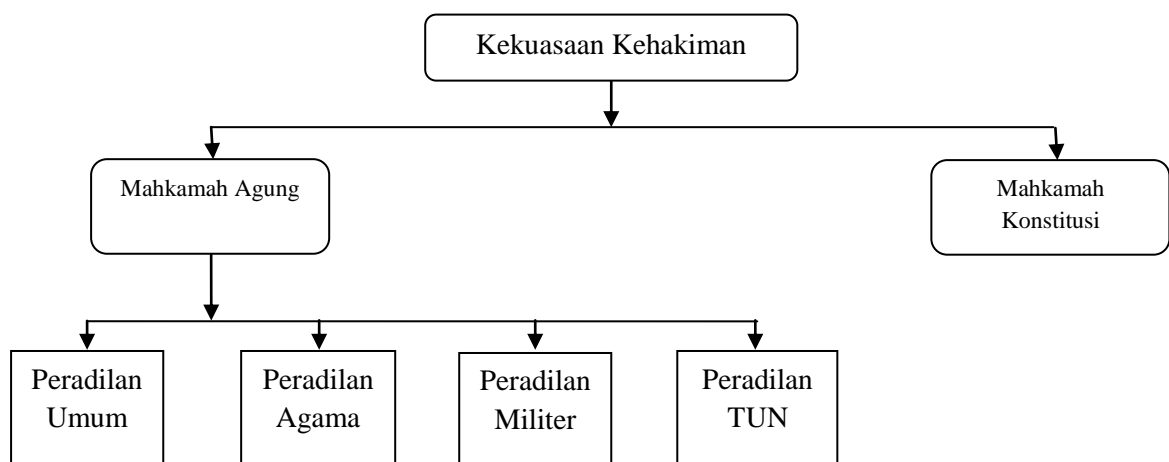 Kekuasaan Kehakiman
Mahkamah Agung
Mahkamah
Konstitusi
Peradilan
Umum
Peradilan
Agama
Peradilan
Militer
Peradilan
TUN